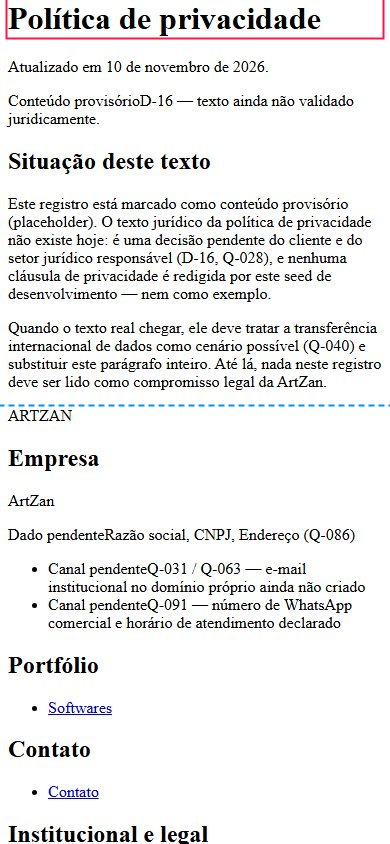 Política de privacidade
Atualizado em 10 de novembro de 2026.
Conteúdo provisórioD-16 — texto ainda não validado
juridicamente.
Situação deste texto
Este registro está marcado como conteúdo provisório
(placeholder). O texto jurídico da política de privacidade
não existe hoje: é uma decisão pendente do cliente e do
setor jurídico responsável (D-16, Q-028), e nenhuma
cláusula de privacidade é redigida por este seed de
desenvolvimento — nem como exemplo.
Quando o texto real chegar, ele deve tratar a transferência
internacional de dados como cenário possível (Q-040) e
substituir este parágrafo inteiro. Até lá, nada neste registro
deve ser lido como compromisso legal da ArtZan.
ARTZAN
Empresa
ArtZan
Dado pendenteRazão social, CNPJ, Endereço (Q-086)
• Canal pendenteQ-031 / Q-063 — e-mail
institucional no domínio próprio ainda não criado
• Canal pendenteQ-091 — número de WhatsApp
comercial e horário de atendimento declarado
Portfólio
• Softwares
Contato
• Contato
Institucional e legal